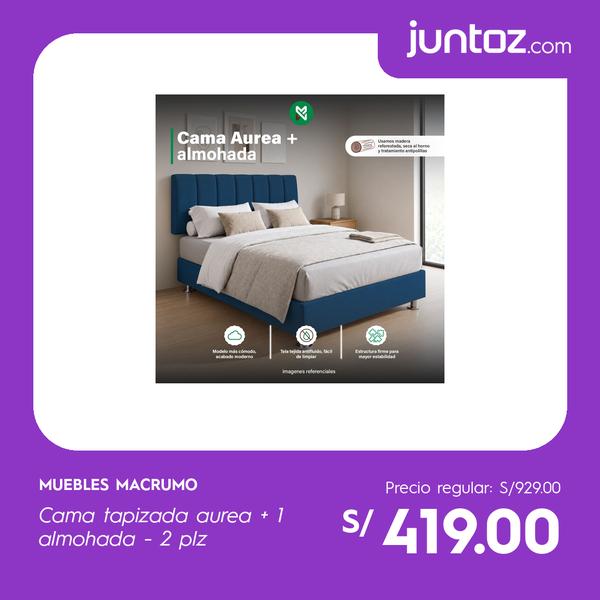 juntoz.com
Cama Aurea +
almohada
Usamos madera
reforestada, seca al horno
y tratamiento antipolillas
Modelo más cómodo,
acabado moderno
Tela tejida antifluido, fácil
de limpiar
Estructura firme para
mayor estabilidad
imagenes referenciales
MUEBLES MACRUMO
Cama tapizada aurea + 1
almohada - 2 plz
Precio regular: S/929.00
S/ 419.00